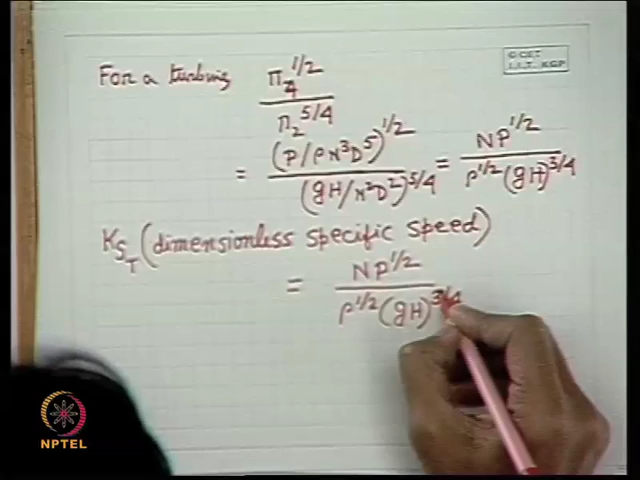 © CET
I.I.T. KGP
For a turbine π₄^1/2 / π₂^5/4
= (P/ρN³D⁵)^1/2 / (gH/N²D²)^5/4 = NP^1/2 / ρ^1/2 (gH)^3/4
K_S_T (dimensionless specific speed)
= NP^1/2 / ρ^1/2 (gH)^3/4
NPTEL